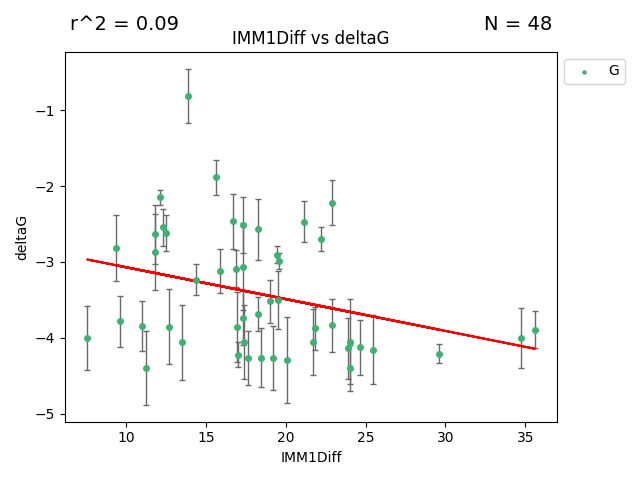 r^2 = 0.09
N = 48
IMM1Diff vs deltaG
G
−1
−2
−3
−4
−5
deltaG
10 15 20 25 30 35
IMM1Diff